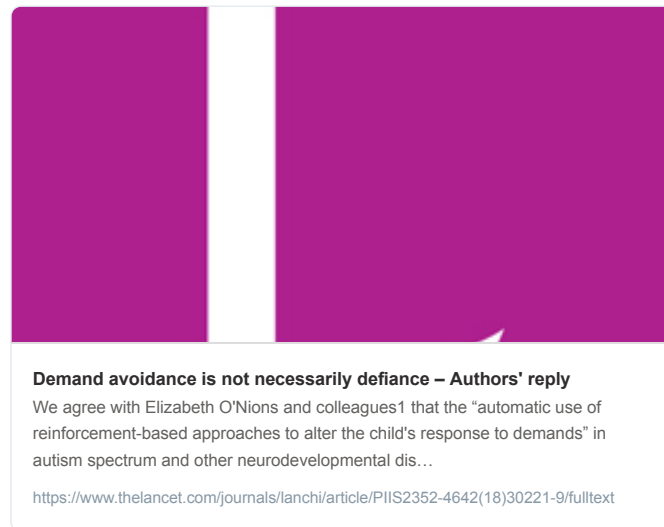 Demand avoidance is not necessarily defiance – Authors' reply
We agree with Elizabeth O'Nions and colleagues1 that the “automatic use of
reinforcement-based approaches to alter the child's response to demands” in
autism spectrum and other neurodevelopmental dis…
https://www.thelancet.com/journals/lanchi/article/PIIS2352-4642(18)30221-9/fulltext